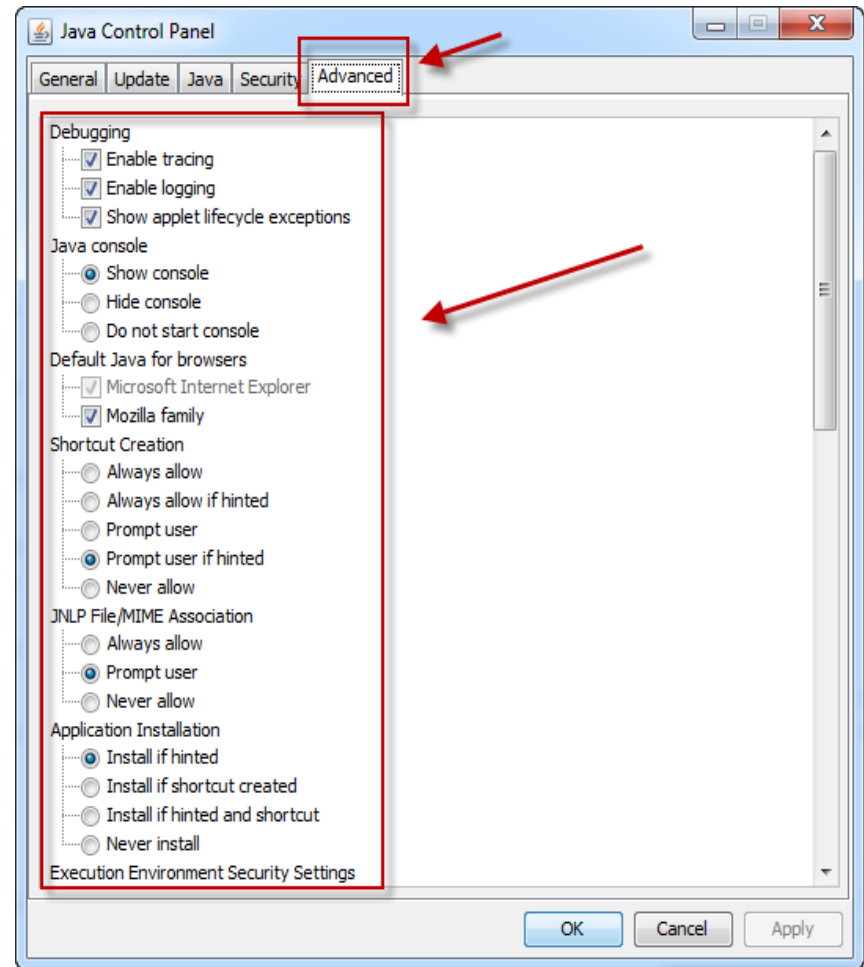 Java Control Panel
General Update Java Security Advanced
Debugging
Enable tracing
Enable logging
Show applet lifecycle exceptions
Java console
Show console
Hide console
Do not start console
Default Java for browsers
Microsoft Internet Explorer
Mozilla family
Shortcut Creation
Always allow
Always allow if hinted
Prompt user
Prompt user if hinted
Never allow
JNLP File/MIME Association
Always allow
Prompt user
Never allow
Application Installation
Install if hinted
Install if shortcut created
Install if hinted and shortcut
Never install
Execution Environment Security Settings
OK Cancel Apply